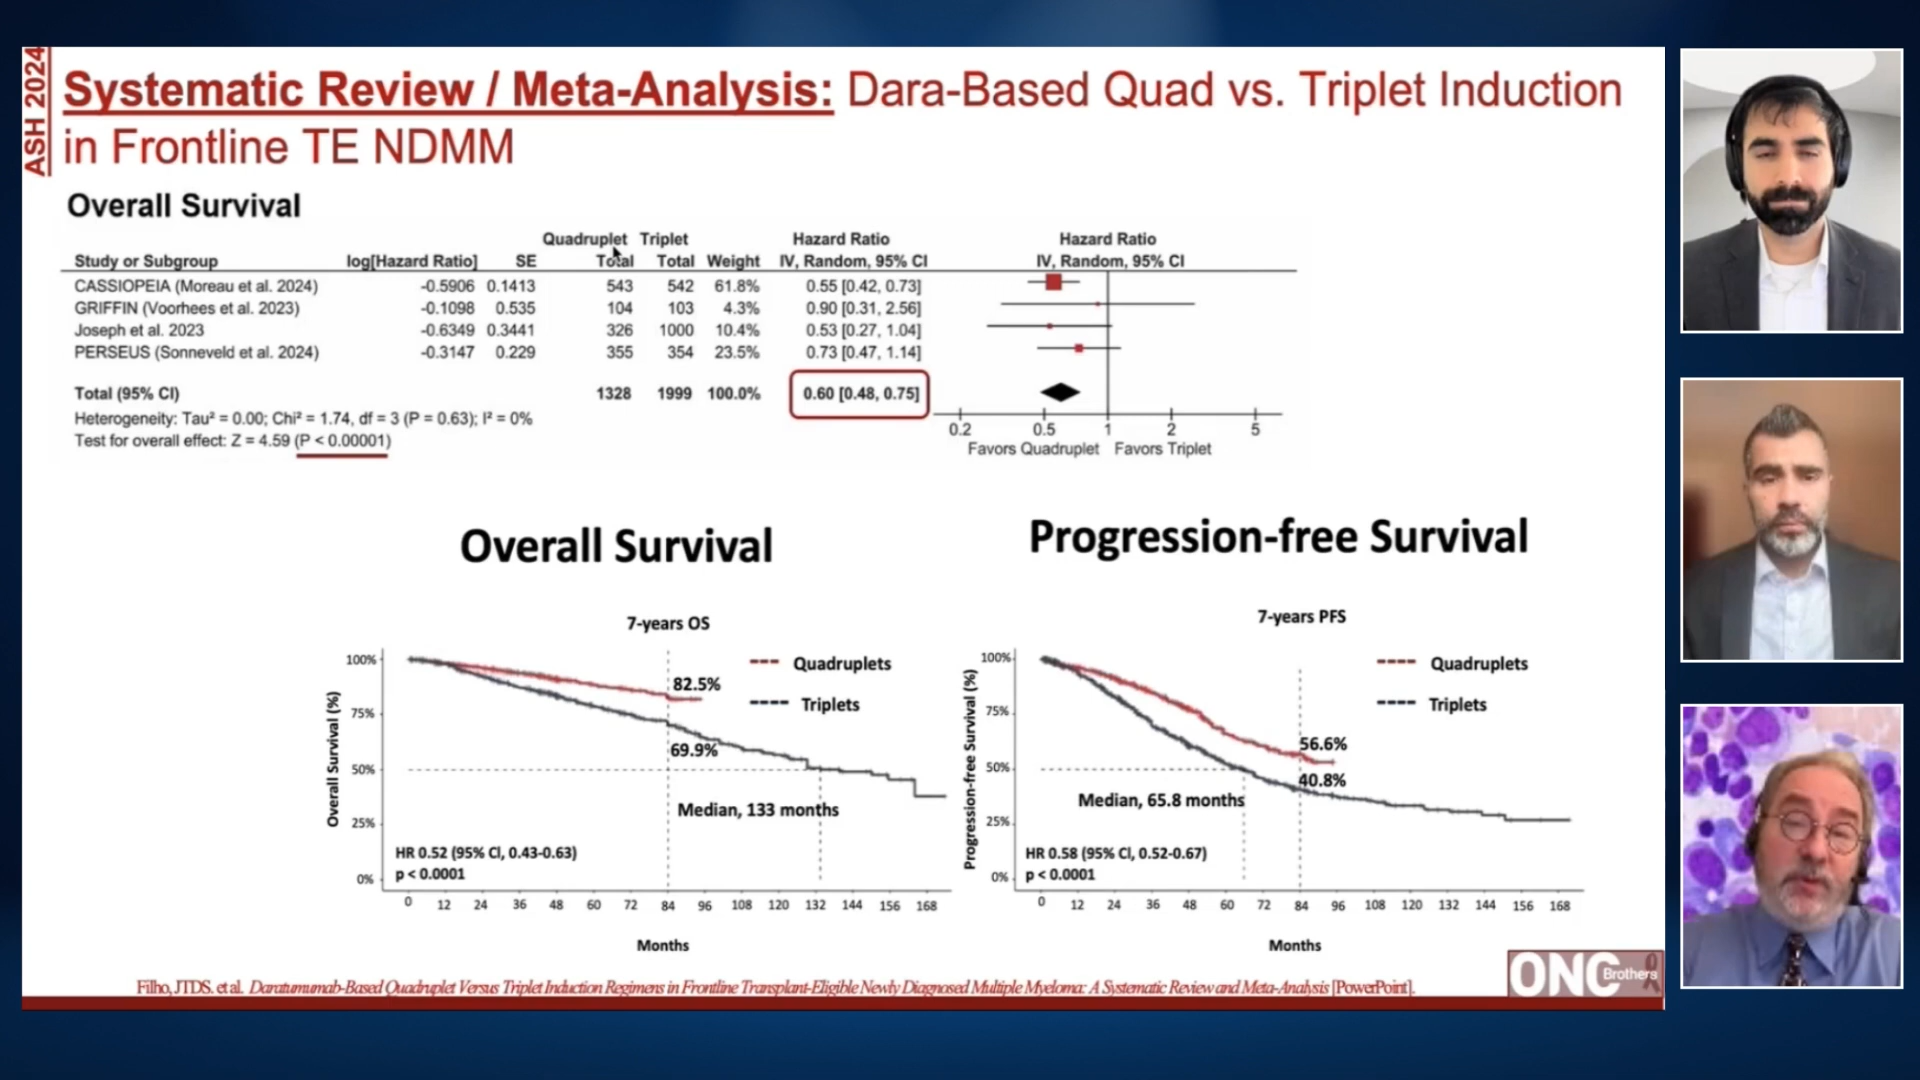 ASH 2024
Systematic Review / Meta-Analysis: Dara-Based Quad vs. Triplet Induction
in Frontline TE NDMM
Overall Survival
Quadruplet Triplet Hazard Ratio Hazard Ratio
Study or Subgroup log[Hazard Ratio] SE Total Total Weight IV, Random, 95% CI IV, Random, 95% CI
CASSIOPEIA (Moreau et al. 2024) -0.5906 0.1413 543 542 61.8% 0.55 [0.42, 0.73]
GRIFFIN (Voorhees et al. 2023) -0.1098 0.535 104 103 4.3% 0.90 [0.31, 2.56]
Joseph et al. 2023 -0.6349 0.3441 326 1000 10.4% 0.53 [0.27, 1.04]
PERSEUS (Sonneveld et al. 2024) -0.3147 0.229 355 354 23.5% 0.73 [0.47, 1.14]
Total (95% CI) 1328 1999 100.0% 0.60 [0.48, 0.75]
Heterogeneity: Tau² = 0.00; Chi² = 1.74, df = 3 (P = 0.63); I² = 0%
Test for overall effect: Z = 4.59 (P < 0.00001)
0.2 0.5 1 2 5
Favors Quadruplet Favors Triplet
Overall Survival
7-years OS
Overall Survival (%)
100%
75%
50%
25%
0%
Quadruplets
Triplets
82.5%
69.9%
Median, 133 months
HR 0.52 (95% CI, 0.43-0.63)
p < 0.0001
0 12 24 36 48 60 72 84 96 108 120 132 144 156 168
Months
Progression-free Survival
7-years PFS
Progression-free Survival (%)
100%
75%
50%
25%
0%
Quadruplets
Triplets
56.6%
40.8%
Median, 65.8 months
HR 0.58 (95% CI, 0.52-0.67)
p < 0.0001
0 12 24 36 48 60 72 84 96 108 120 132 144 156 168
Months
Filho, JTDS. et al. Daratumumab-Based Quadruplet Versus Triplet Induction Regimens in Frontline Transplant-Eligible Newly Diagnosed Multiple Myeloma: A Systematic Review and Meta-Analysis [PowerPoint].
ONC Brothers